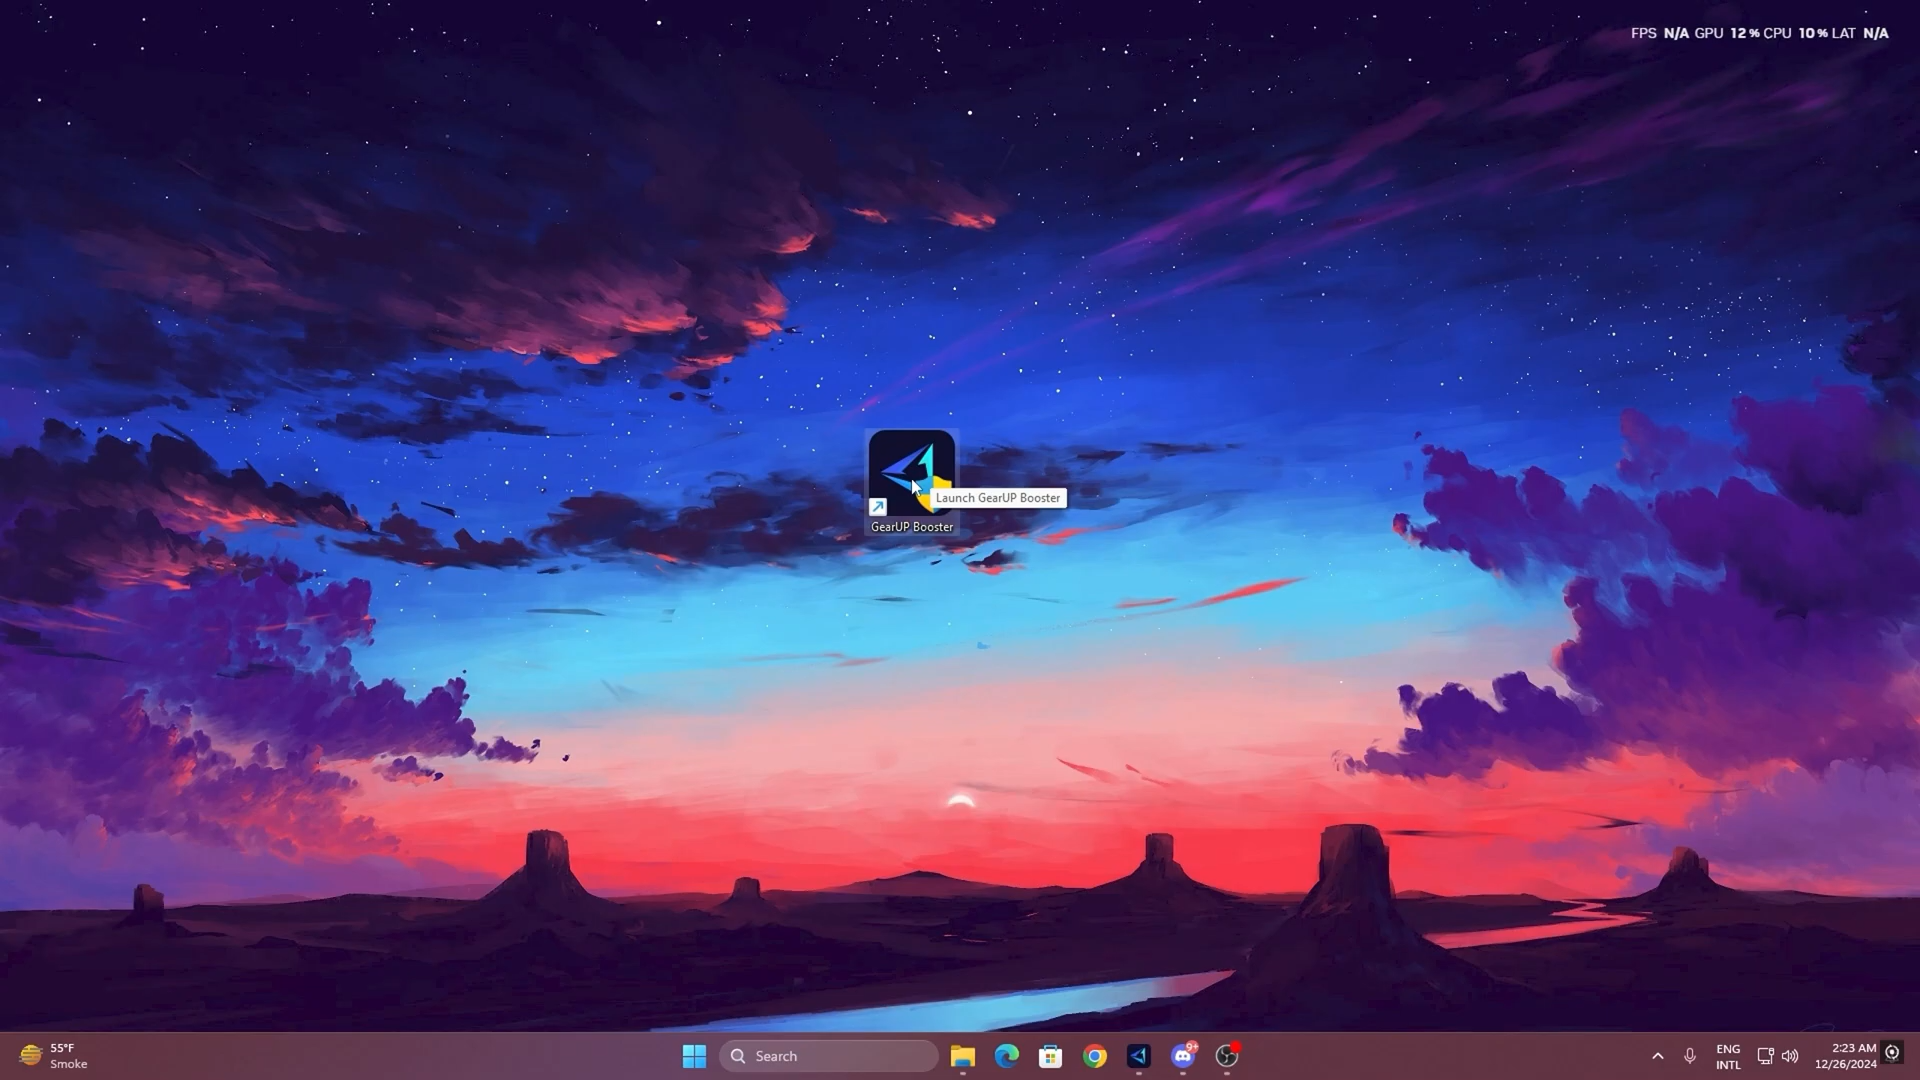 FPS N/A GPU 12 % CPU 10 % LAT N/A
Launch GearUP Booster
GearUP Booster
55°F
Smoke
Search
9+
ENG
INTL
2:23 AM
12/26/2024